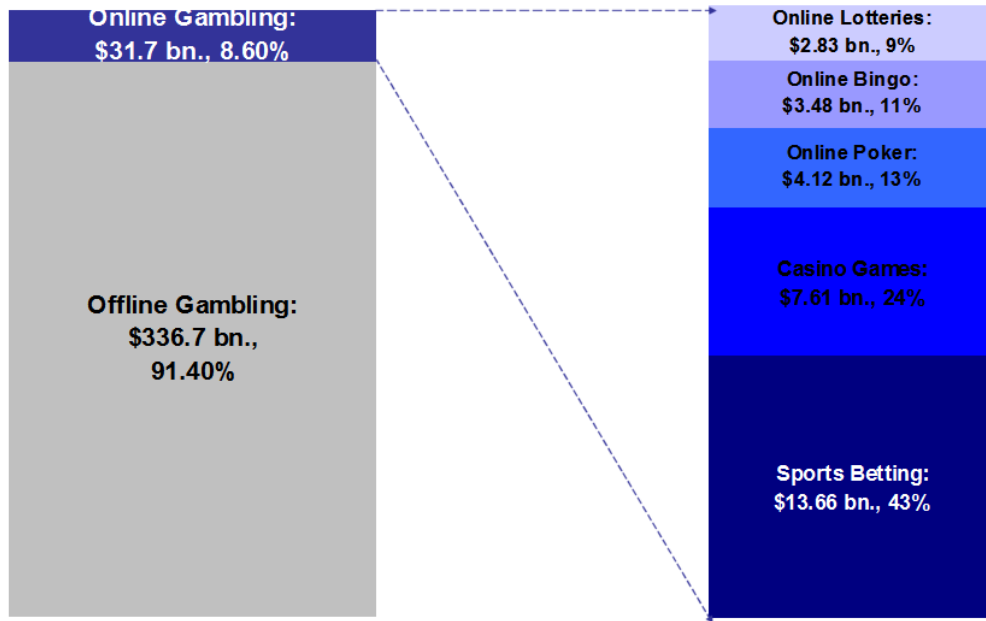 Online Gambling:
$31.7 bn., 8.60%
Offline Gambling:
$336.7 bn.,
91.40%
Online Lotteries:
$2.83 bn., 9%
Online Bingo:
$3.48 bn., 11%
Online Poker:
$4.12 bn., 13%
Casino Games:
$7.61 bn., 24%
Sports Betting:
$13.66 bn., 43%